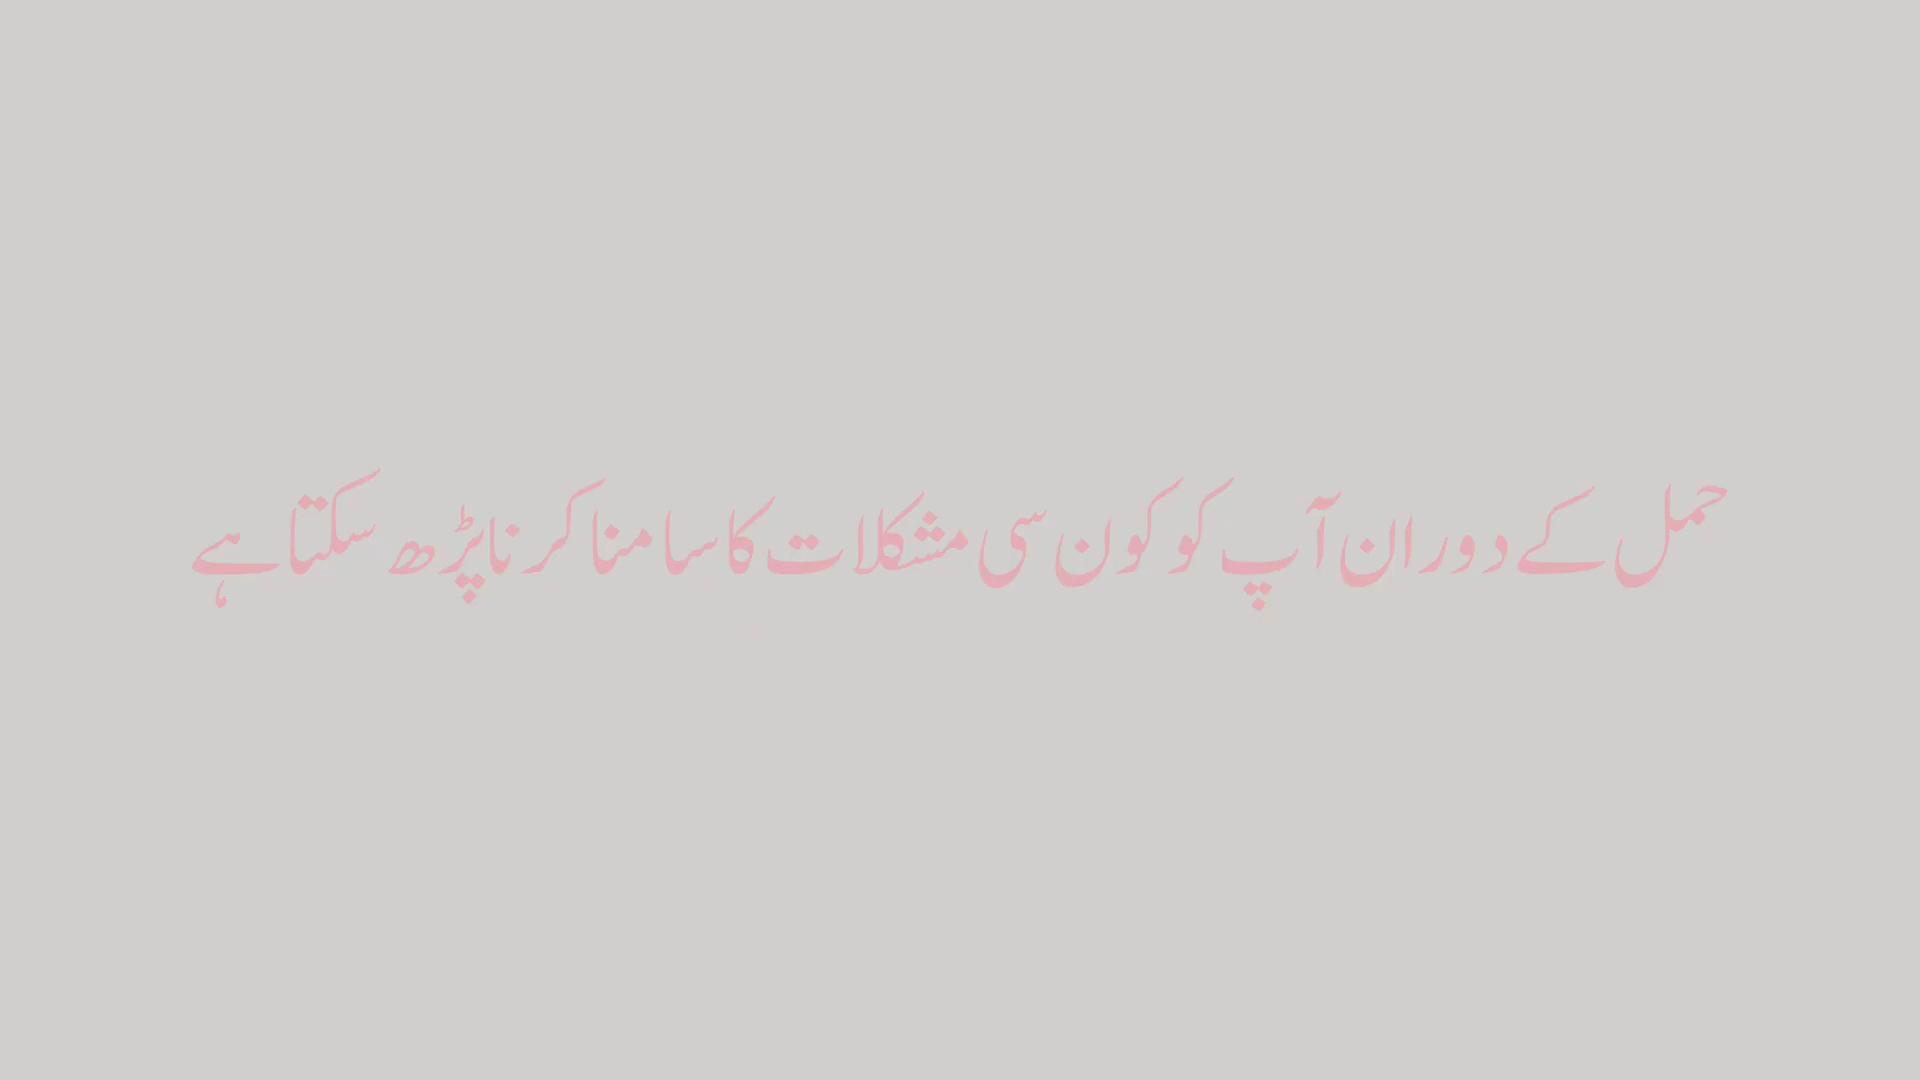 حمل کے دوران آپ کو کون سی مشکلات کا سامنا کرنا پڑھ سکتا ہے